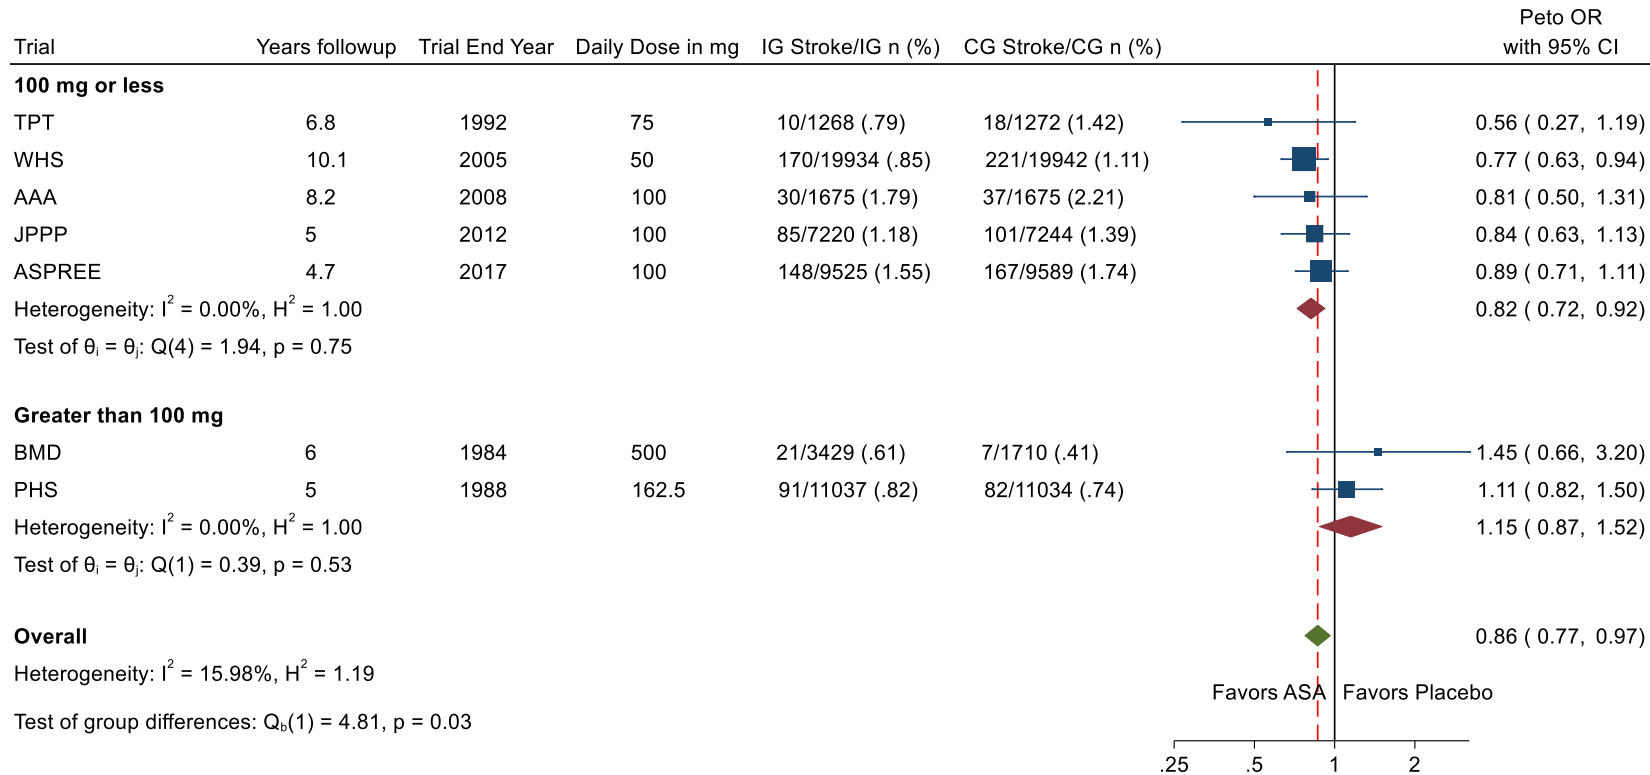 Peto OR
Trial Years followup Trial End Year Daily Dose in mg IG Stroke/IG n (%) CG Stroke/CG n (%) with 95% CI
100 mg or less
TPT 6.8 1992 75 10/1268 (.79) 18/1272 (1.42) 0.56 ( 0.27, 1.19)
WHS 10.1 2005 50 170/19934 (.85) 221/19942 (1.11) 0.77 ( 0.63, 0.94)
AAA 8.2 2008 100 30/1675 (1.79) 37/1675 (2.21) 0.81 ( 0.50, 1.31)
JPPP 5 2012 100 85/7220 (1.18) 101/7244 (1.39) 0.84 ( 0.63, 1.13)
ASPREE 4.7 2017 100 148/9525 (1.55) 167/9589 (1.74) 0.89 ( 0.71, 1.11)
Heterogeneity: I² = 0.00%, H² = 1.00 0.82 ( 0.72, 0.92)
Test of θᵢ = θⱼ: Q(4) = 1.94, p = 0.75
Greater than 100 mg
BMD 6 1984 500 21/3429 (.61) 7/1710 (.41) 1.45 ( 0.66, 3.20)
PHS 5 1988 162.5 91/11037 (.82) 82/11034 (.74) 1.11 ( 0.82, 1.50)
Heterogeneity: I² = 0.00%, H² = 1.00 1.15 ( 0.87, 1.52)
Test of θᵢ = θⱼ: Q(1) = 0.39, p = 0.53
Overall 0.86 ( 0.77, 0.97)
Heterogeneity: I² = 15.98%, H² = 1.19
Favors ASA Favors Placebo
Test of group differences: Q_b(1) = 4.81, p = 0.03
.25 .5 1 2